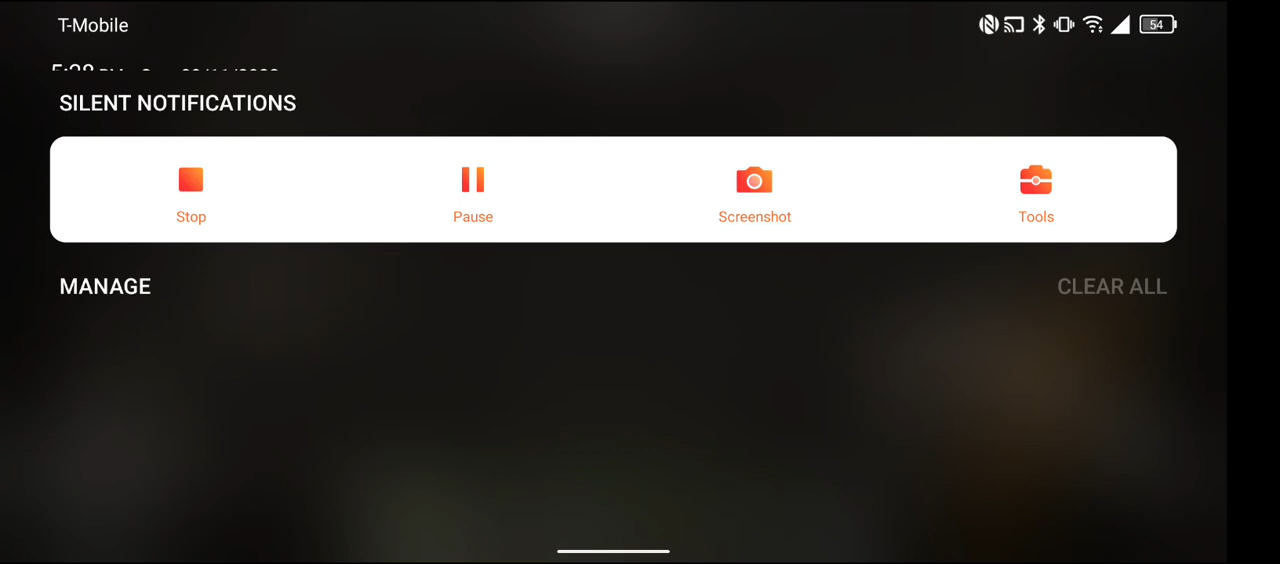 T-Mobile
54
SILENT NOTIFICATIONS
Stop
Pause
Screenshot
Tools
MANAGE
CLEAR ALL